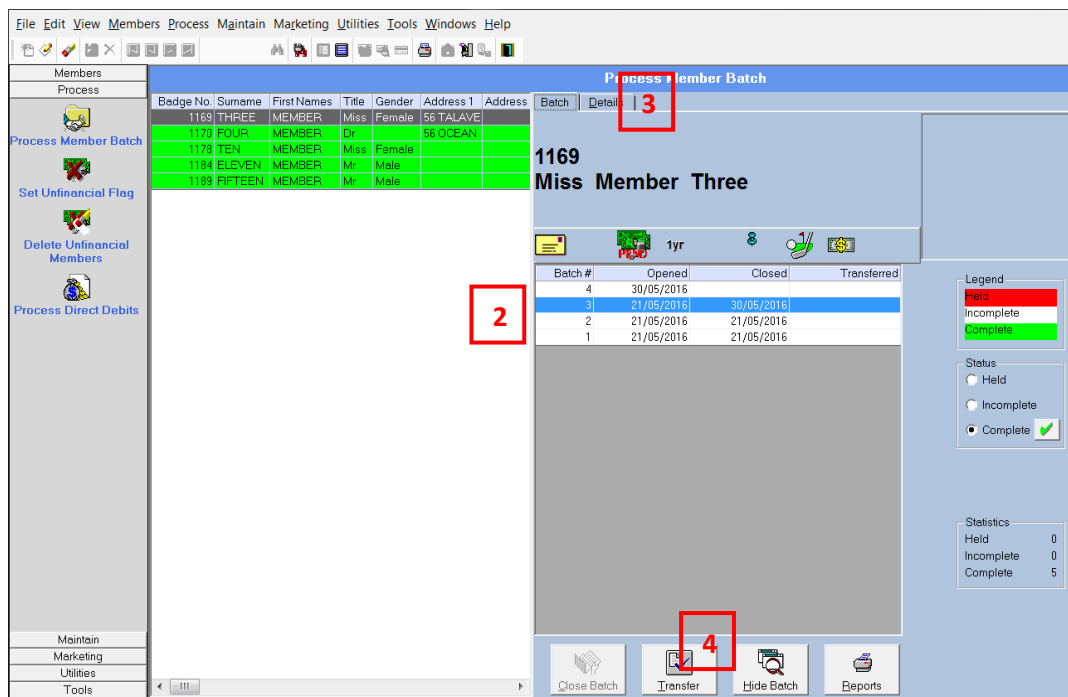 File Edit View Members Process Maintain Marketing Utilities Tools Windows Help
Members
Process
Process Member Batch
Set Unfinancial Flag
Delete Unfinancial
Members
Process Direct Debits
Maintain
Marketing
Utilities
Tools
Process Member Batch
Badge No. Surname First Names Title Gender Address 1 Address
1169 THREE MEMBER Miss Female 56 TALAVE
1170 FOUR MEMBER Dr 56 OCEAN
1178 TEN MEMBER Miss Female
1184 ELEVEN MEMBER Mr Male
1189 FIFTEEN MEMBER Mr Male
Batch Details
3
1169
Miss Member Three
1yr
Batch # Opened Closed Transferred
4 30/05/2016
3 21/05/2016 30/05/2016
2 21/05/2016 21/05/2016
1 21/05/2016 21/05/2016
2
Legend
Held
Incomplete
Complete
Status
Held
Incomplete
Complete
Statistics
Held 0
Incomplete 0
Complete 5
4
Close Batch Transfer Hide Batch Reports